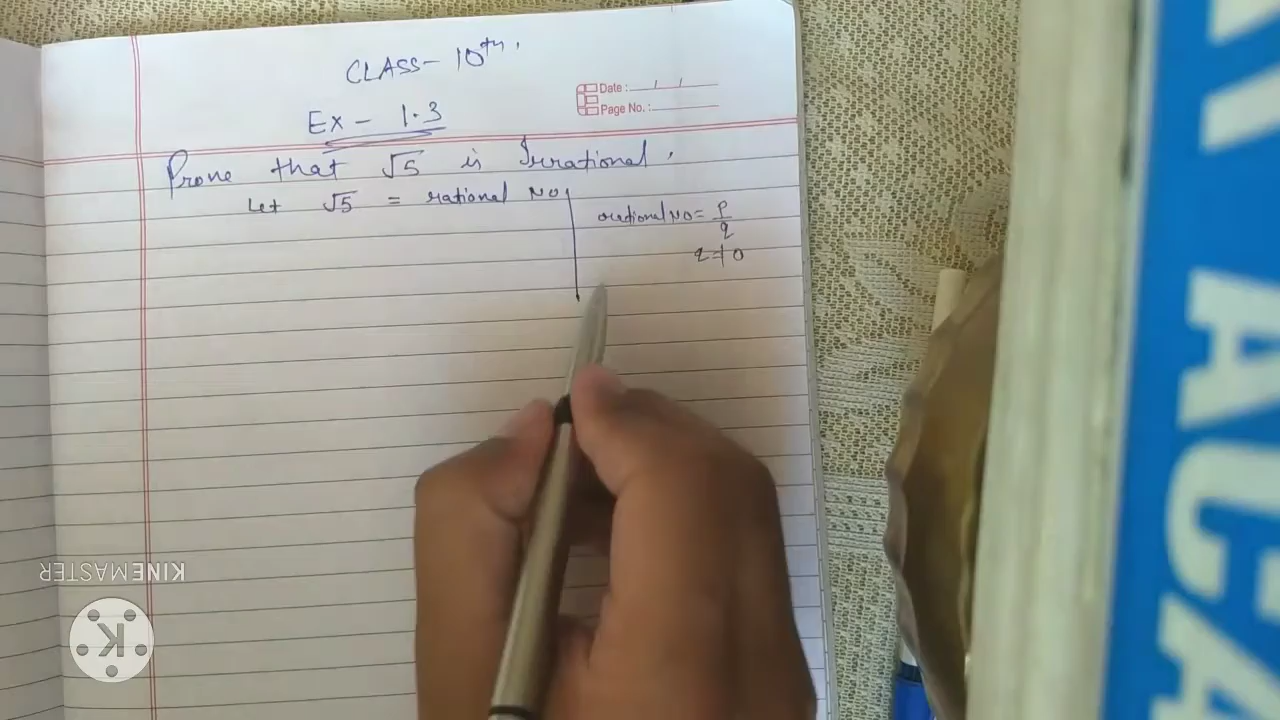 CLASS- 10th.
Date : / /
Page No. :
Ex - 1.3
Prove that √5 is Irrational.
Let √5 = rational NO
rational NO = p/q
q ≠ 0
KINEMASTER
K